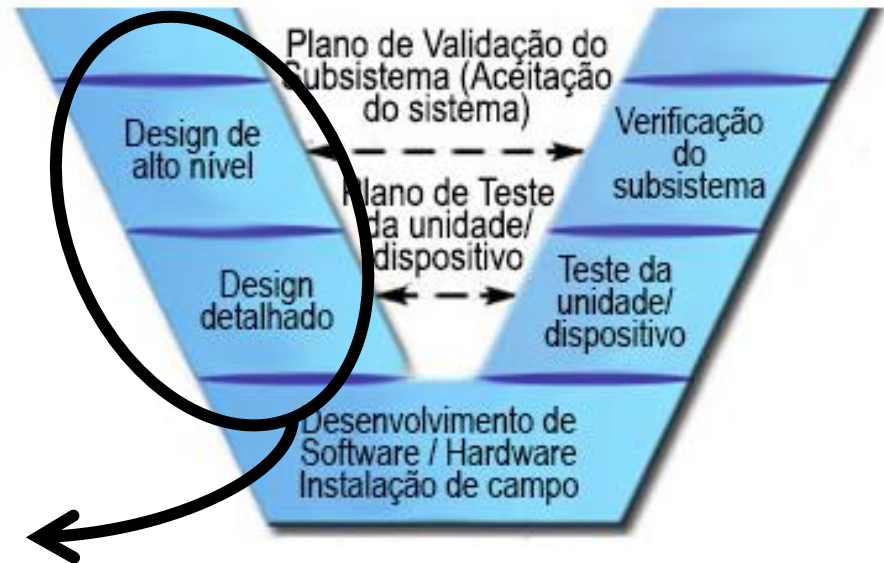 Plano de Validação do
Subsistema (Aceitação
do sistema)
Design de
alto nível
Verificação
do
subsistema
Plano de Teste
da unidade/
dispositivo
Design
detalhado
Teste da
unidade/
dispositivo
Desenvolvimento de
Software / Hardware
Instalação de campo